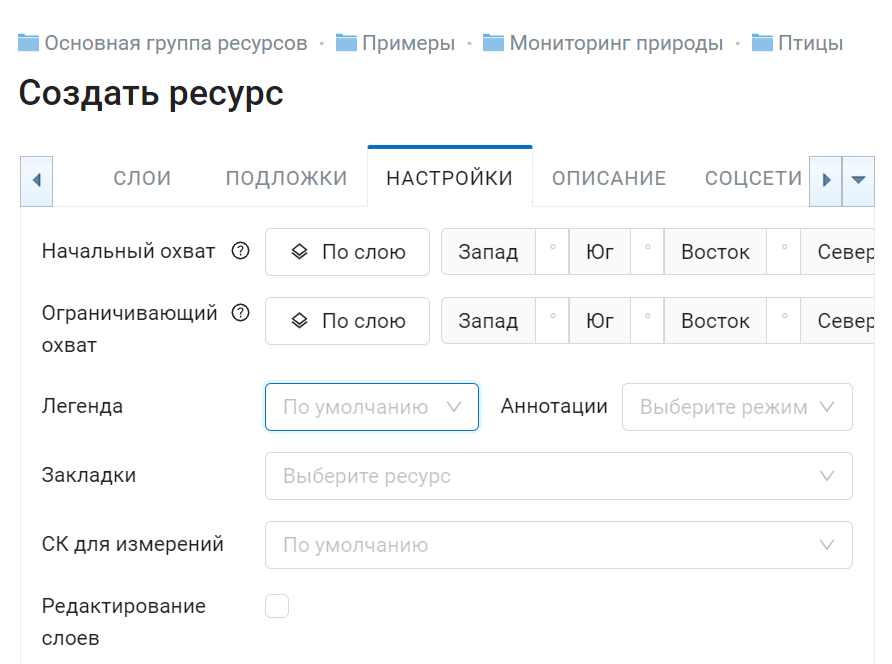 Основная группа ресурсов · Примеры · Мониторинг природы · Птицы
Создать ресурс
СЛОИ ПОДЛОЖКИ НАСТРОЙКИ ОПИСАНИЕ СОЦСЕТИ
Начальный охват ? По слою Запад ° Юг ° Восток ° Север
Ограничивающий охват ? По слою Запад ° Юг ° Восток ° Север
Легенда По умолчанию Аннотации Выберите режим
Закладки Выберите ресурс
СК для измерений По умолчанию
Редактирование
слоев